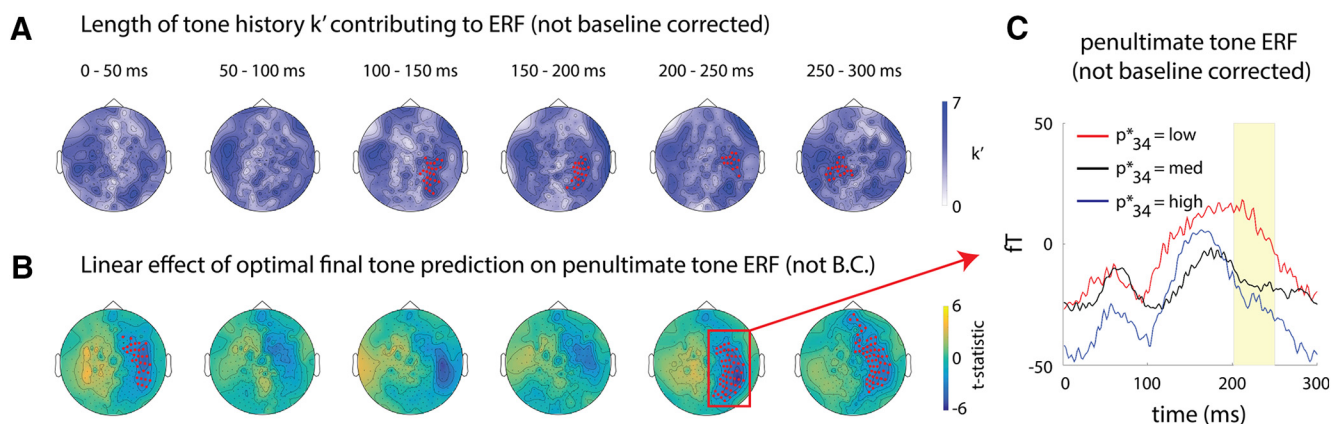 A
Length of tone history k’ contributing to ERF (not baseline corrected)
0 - 50 ms
50 - 100 ms
100 - 150 ms
150 - 200 ms
200 - 250 ms
250 - 300 ms
7
k’
0
B
Linear effect of optimal final tone prediction on penultimate tone ERF (not B.C.)
6
0
-6
t-statistic
C
penultimate tone ERF
(not baseline corrected)
50
0
-50
fT
p*34 = low
p*34 = med
p*34 = high
0
100
200
300
time (ms)